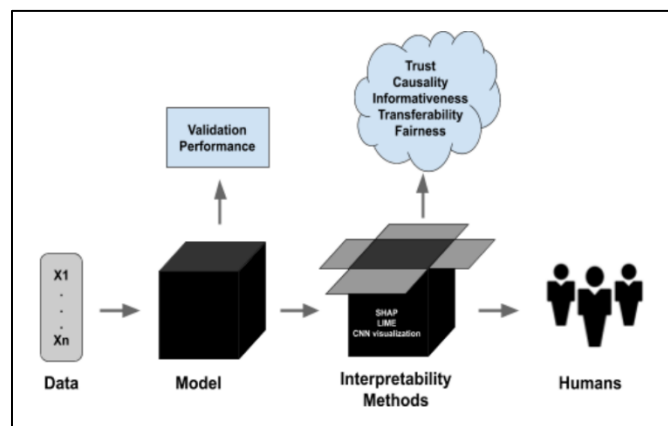 Trust
Causality
Informativeness
Transferability
Fairness
Validation
Performance
X1
.
.
.
Xn
SHAP
LIME
CNN visualization
Data
Model
Interpretability
Methods
Humans